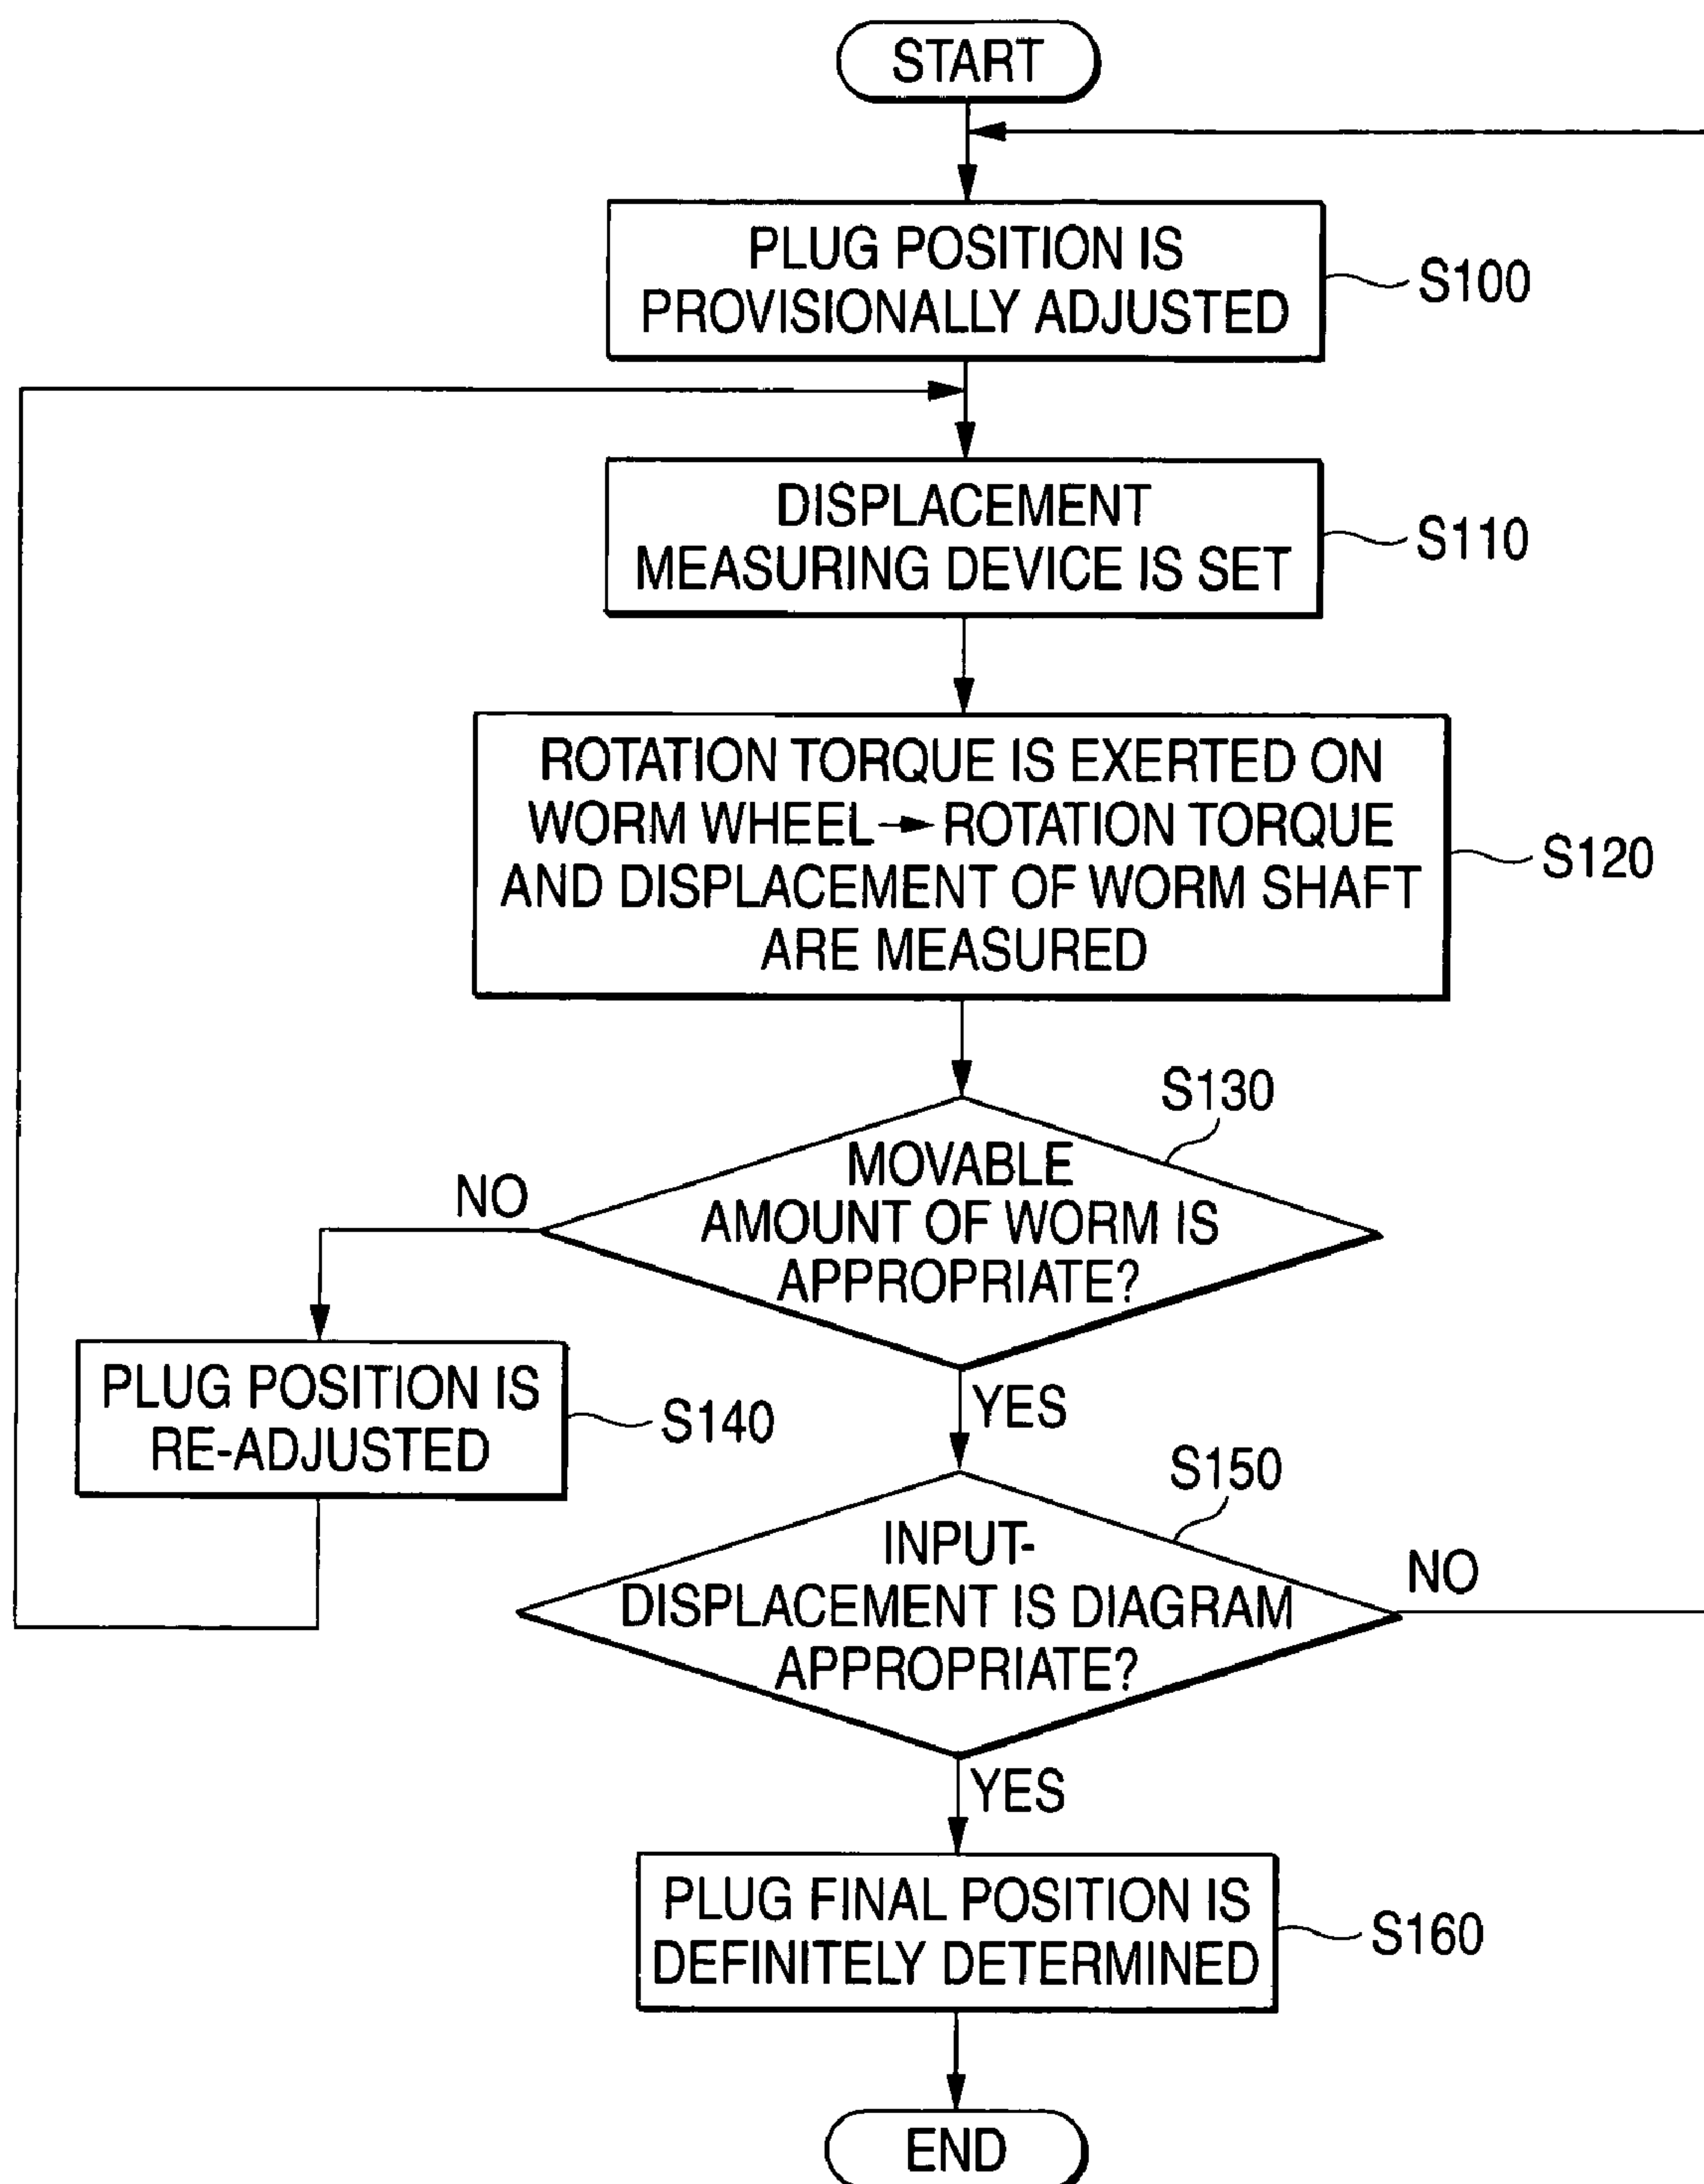 START
PLUG POSITION IS
PROVISIONALLY ADJUSTED
S100
DISPLACEMENT
MEASURING DEVICE IS SET
S110
ROTATION TORQUE IS EXERTED ON
WORM WHEEL → ROTATION TORQUE
AND DISPLACEMENT OF WORM SHAFT
ARE MEASURED
S120
S130
MOVABLE
AMOUNT OF WORM IS
APPROPRIATE?
NO
PLUG POSITION IS
RE-ADJUSTED
S140
YES
S150
INPUT-
DISPLACEMENT IS DIAGRAM
APPROPRIATE?
NO
YES
PLUG FINAL POSITION IS
DEFINITELY DETERMINED
S160
END